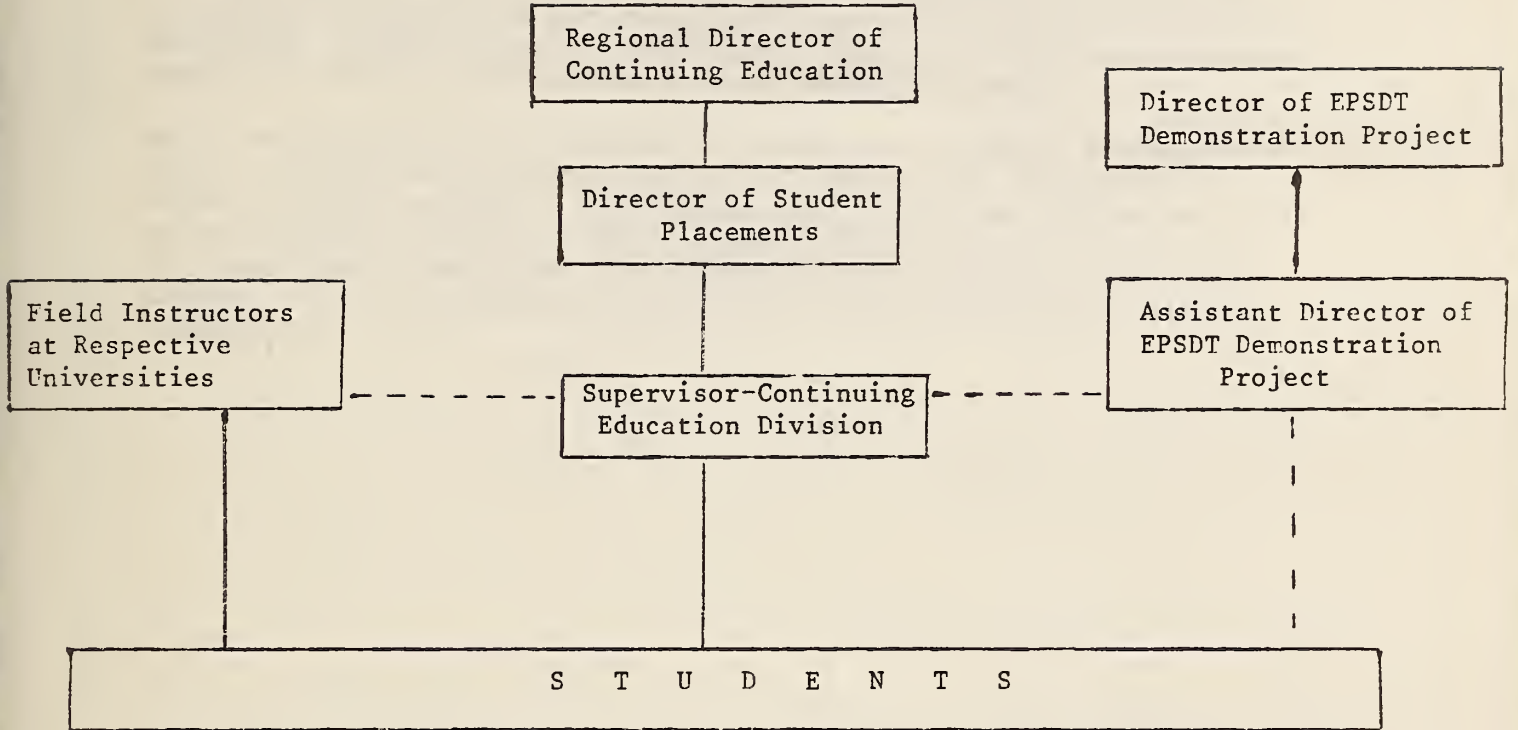 Regional Director of
Continuing Education
Director of EPSDT
Demonstration Project
Director of Student
Placements
Field Instructors
at Respective
Universities
Assistant Director of
EPSDT Demonstration
Project
Supervisor-Continuing
Education Division
S T U D E N T S